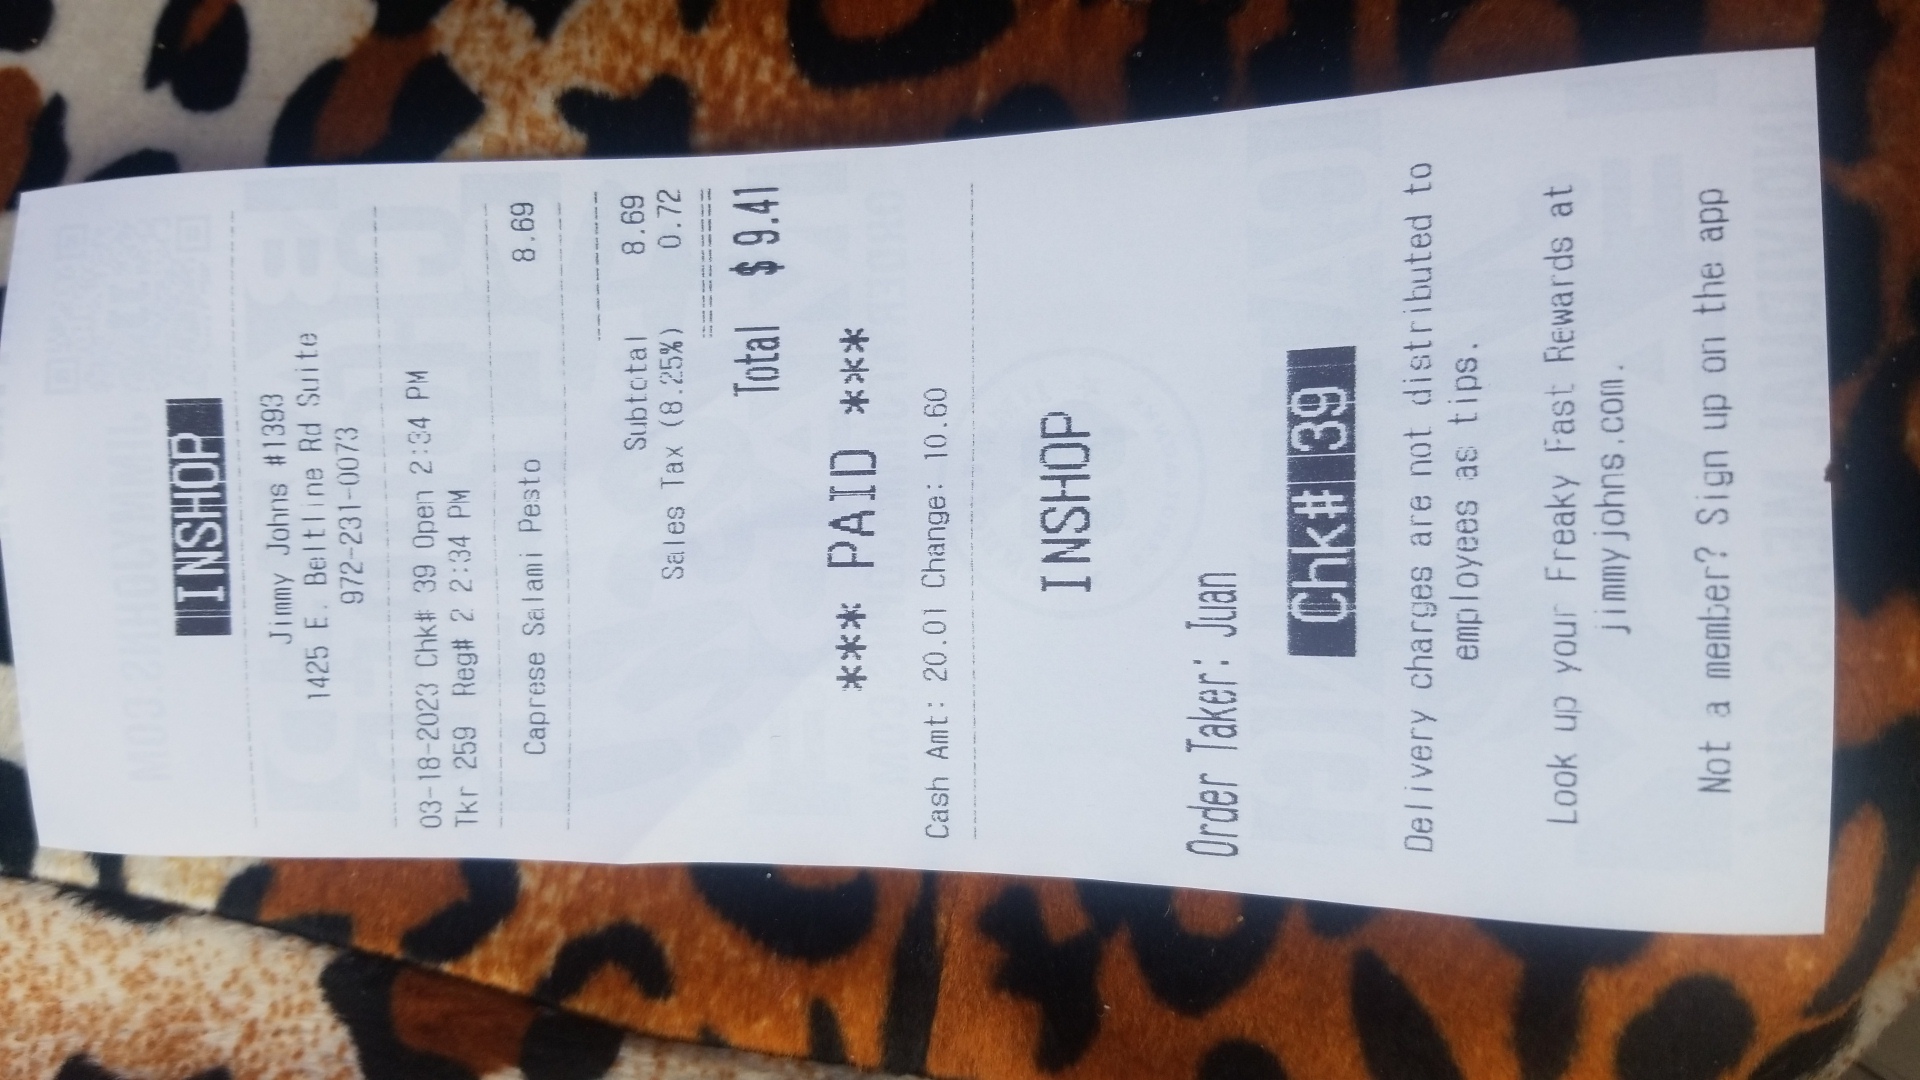 INSHOP
Jimmy Johns #1393
1425 E. Beltline Rd Suite
972-231-0073
03-18-2023 Chk# 39 Open 2:34 PM
Tkr 259 Reg# 2 2:34 PM
Caprese Salami Pesto 8.69
Subtotal 8.69
Sales Tax (8.25%) 0.72
Total $ 9.41
*** PAID ***
Cash Amt: 20.01 Change: 10.60
INSHOP
Order Taker: Juan
Chk# 39
Delivery charges are not distributed to
employees as tips.
Look up your Freaky Fast Rewards at
jimmyjohns.com.
Not a member? Sign up on the app